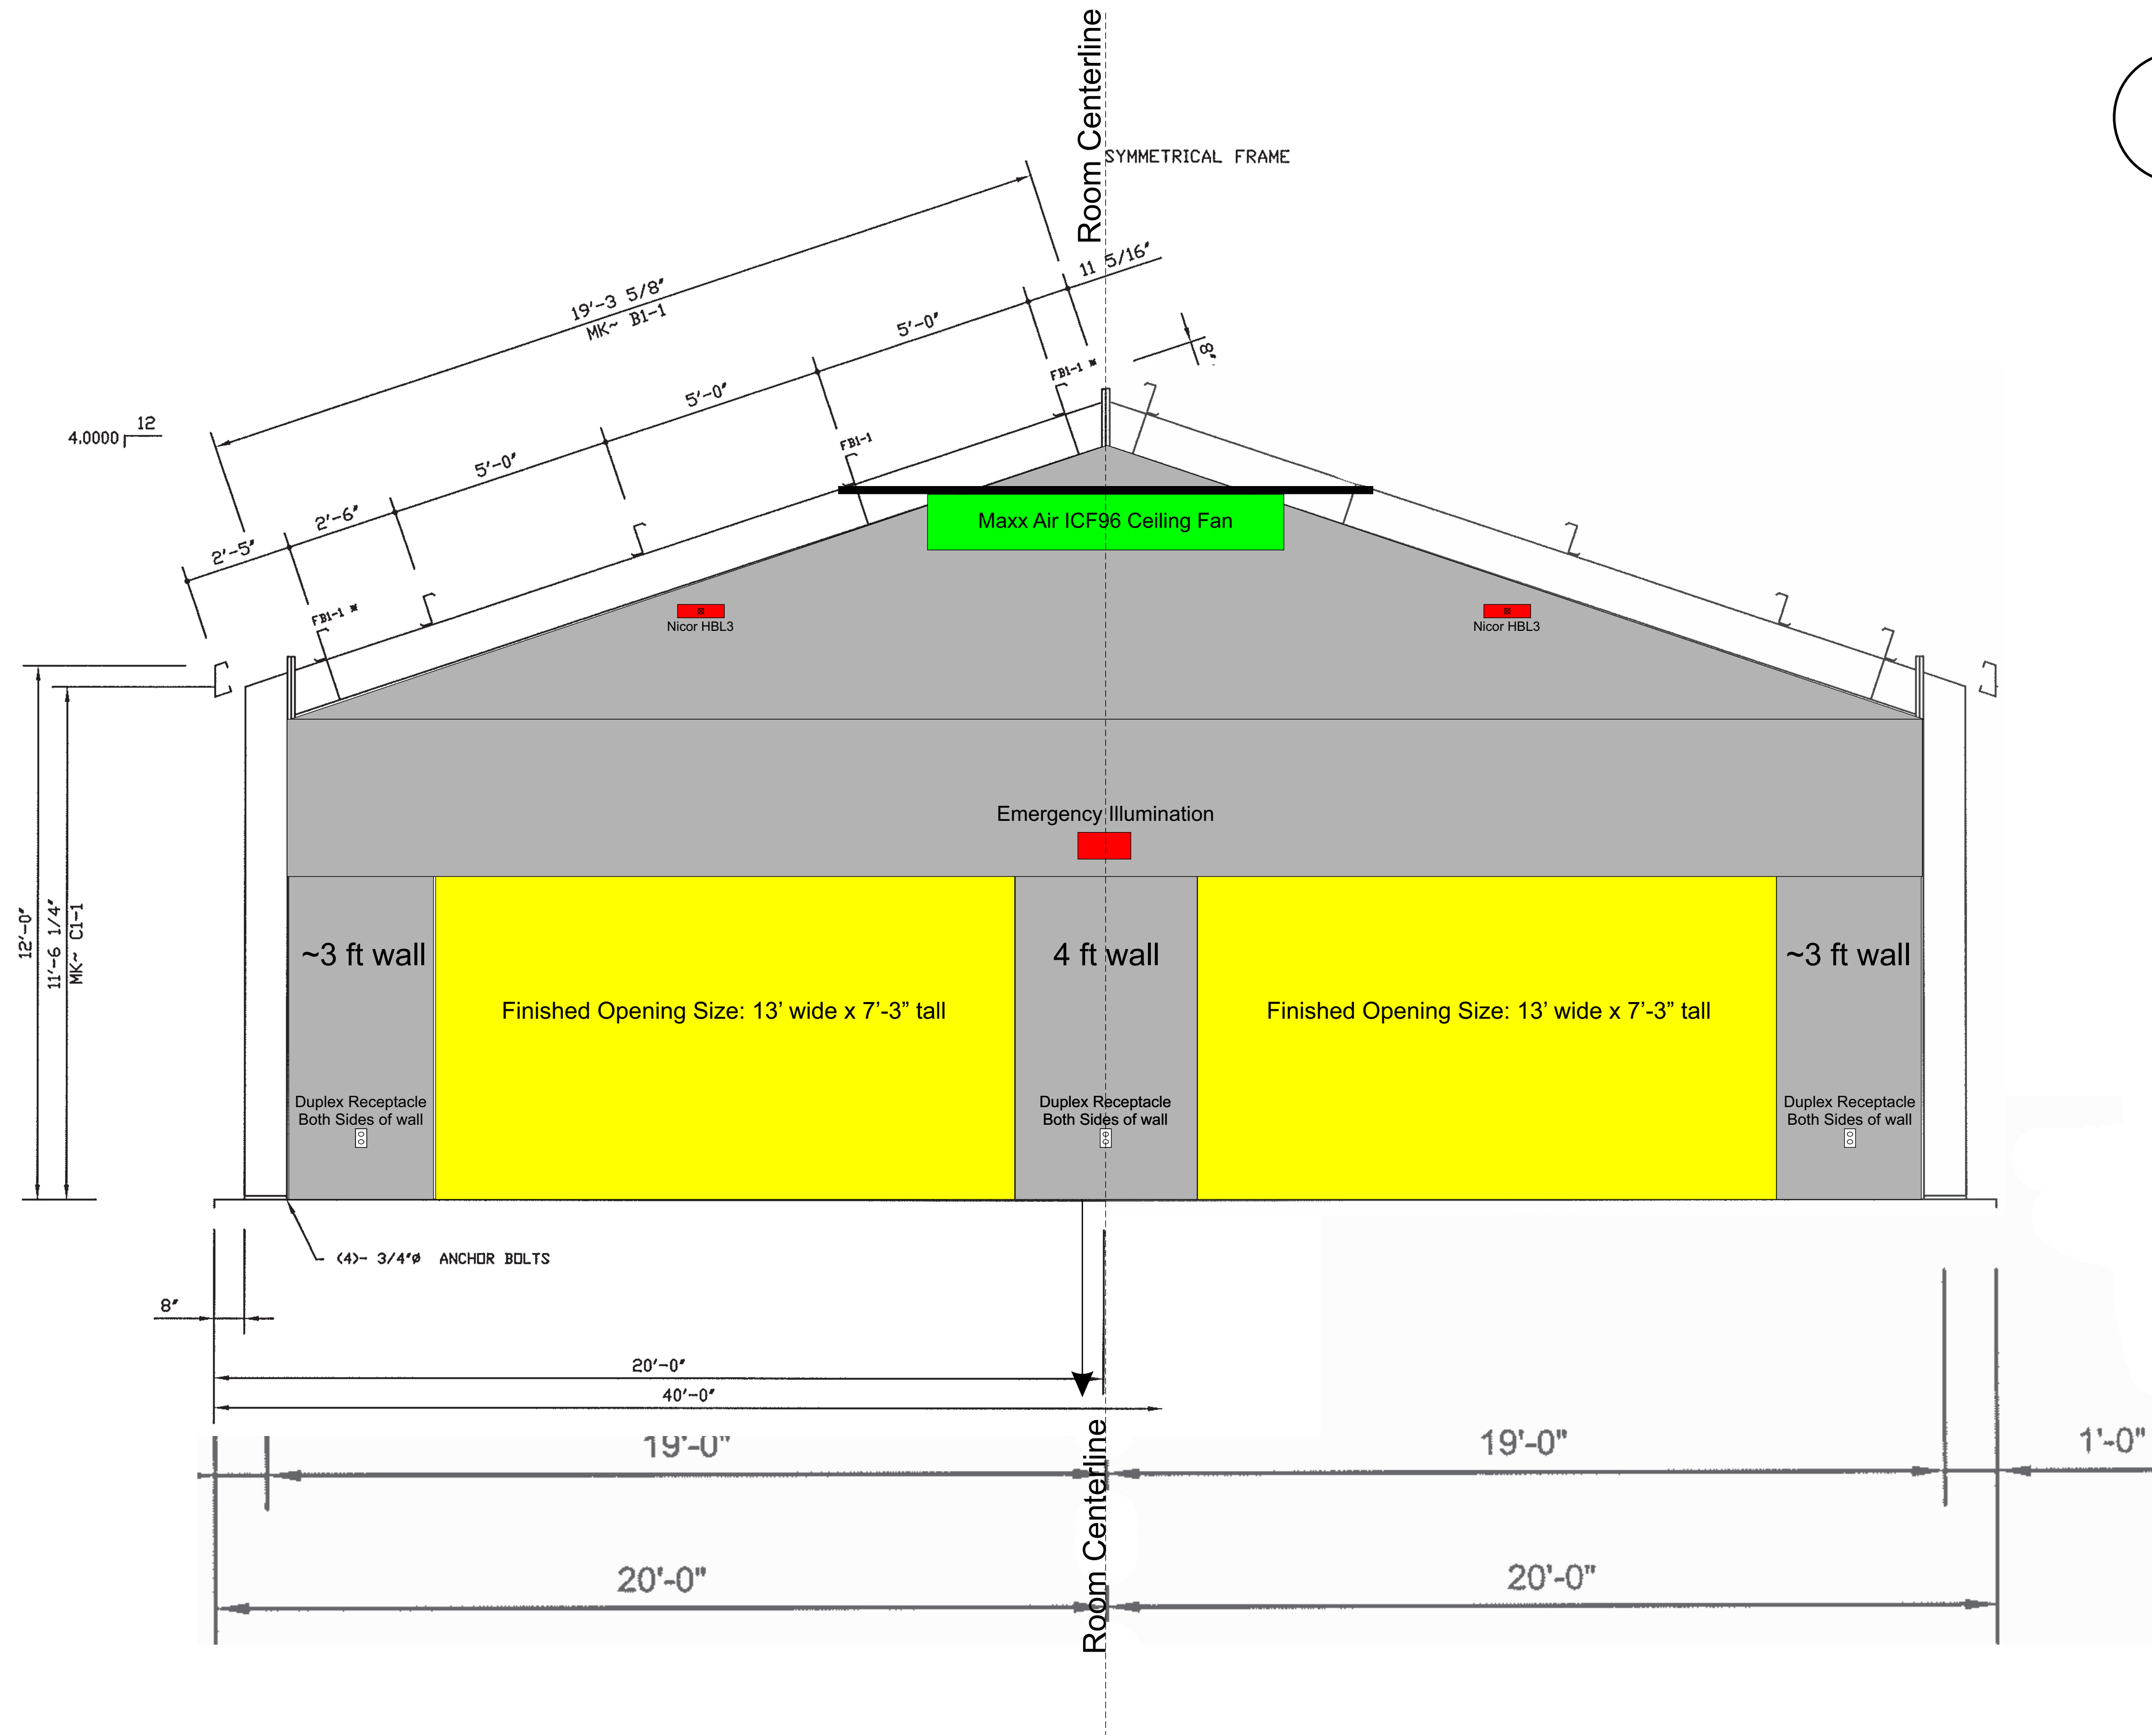 Room Centerline
SYMMETRICAL FRAME
11 5/16"
19'-3 5/8"
MK~ B1-1
5'-0"
8"
FB1-1 *
5'-0"
12
4.0000
FB1-1
5'-0"
2'-6"
2'-5"
Maxx Air ICF96 Ceiling Fan
FB1-1 *
Nicor HBL3
Nicor HBL3
Emergency Illumination
12'-0"
11'-6 1/4"
MK~ C1-1
~3 ft wall
4 ft wall
~3 ft wall
Finished Opening Size: 13’ wide x 7’-3” tall
Finished Opening Size: 13’ wide x 7’-3” tall
Duplex Receptacle
Both Sides of wall
Duplex Receptacle
Both Sides of wall
Duplex Receptacle
Both Sides of wall
(4)- 3/4"ø ANCHOR BOLTS
8"
20'-0"
40'-0"
Room Centerline
19'-0"
19'-0"
1'-0"
20'-0"
20'-0"